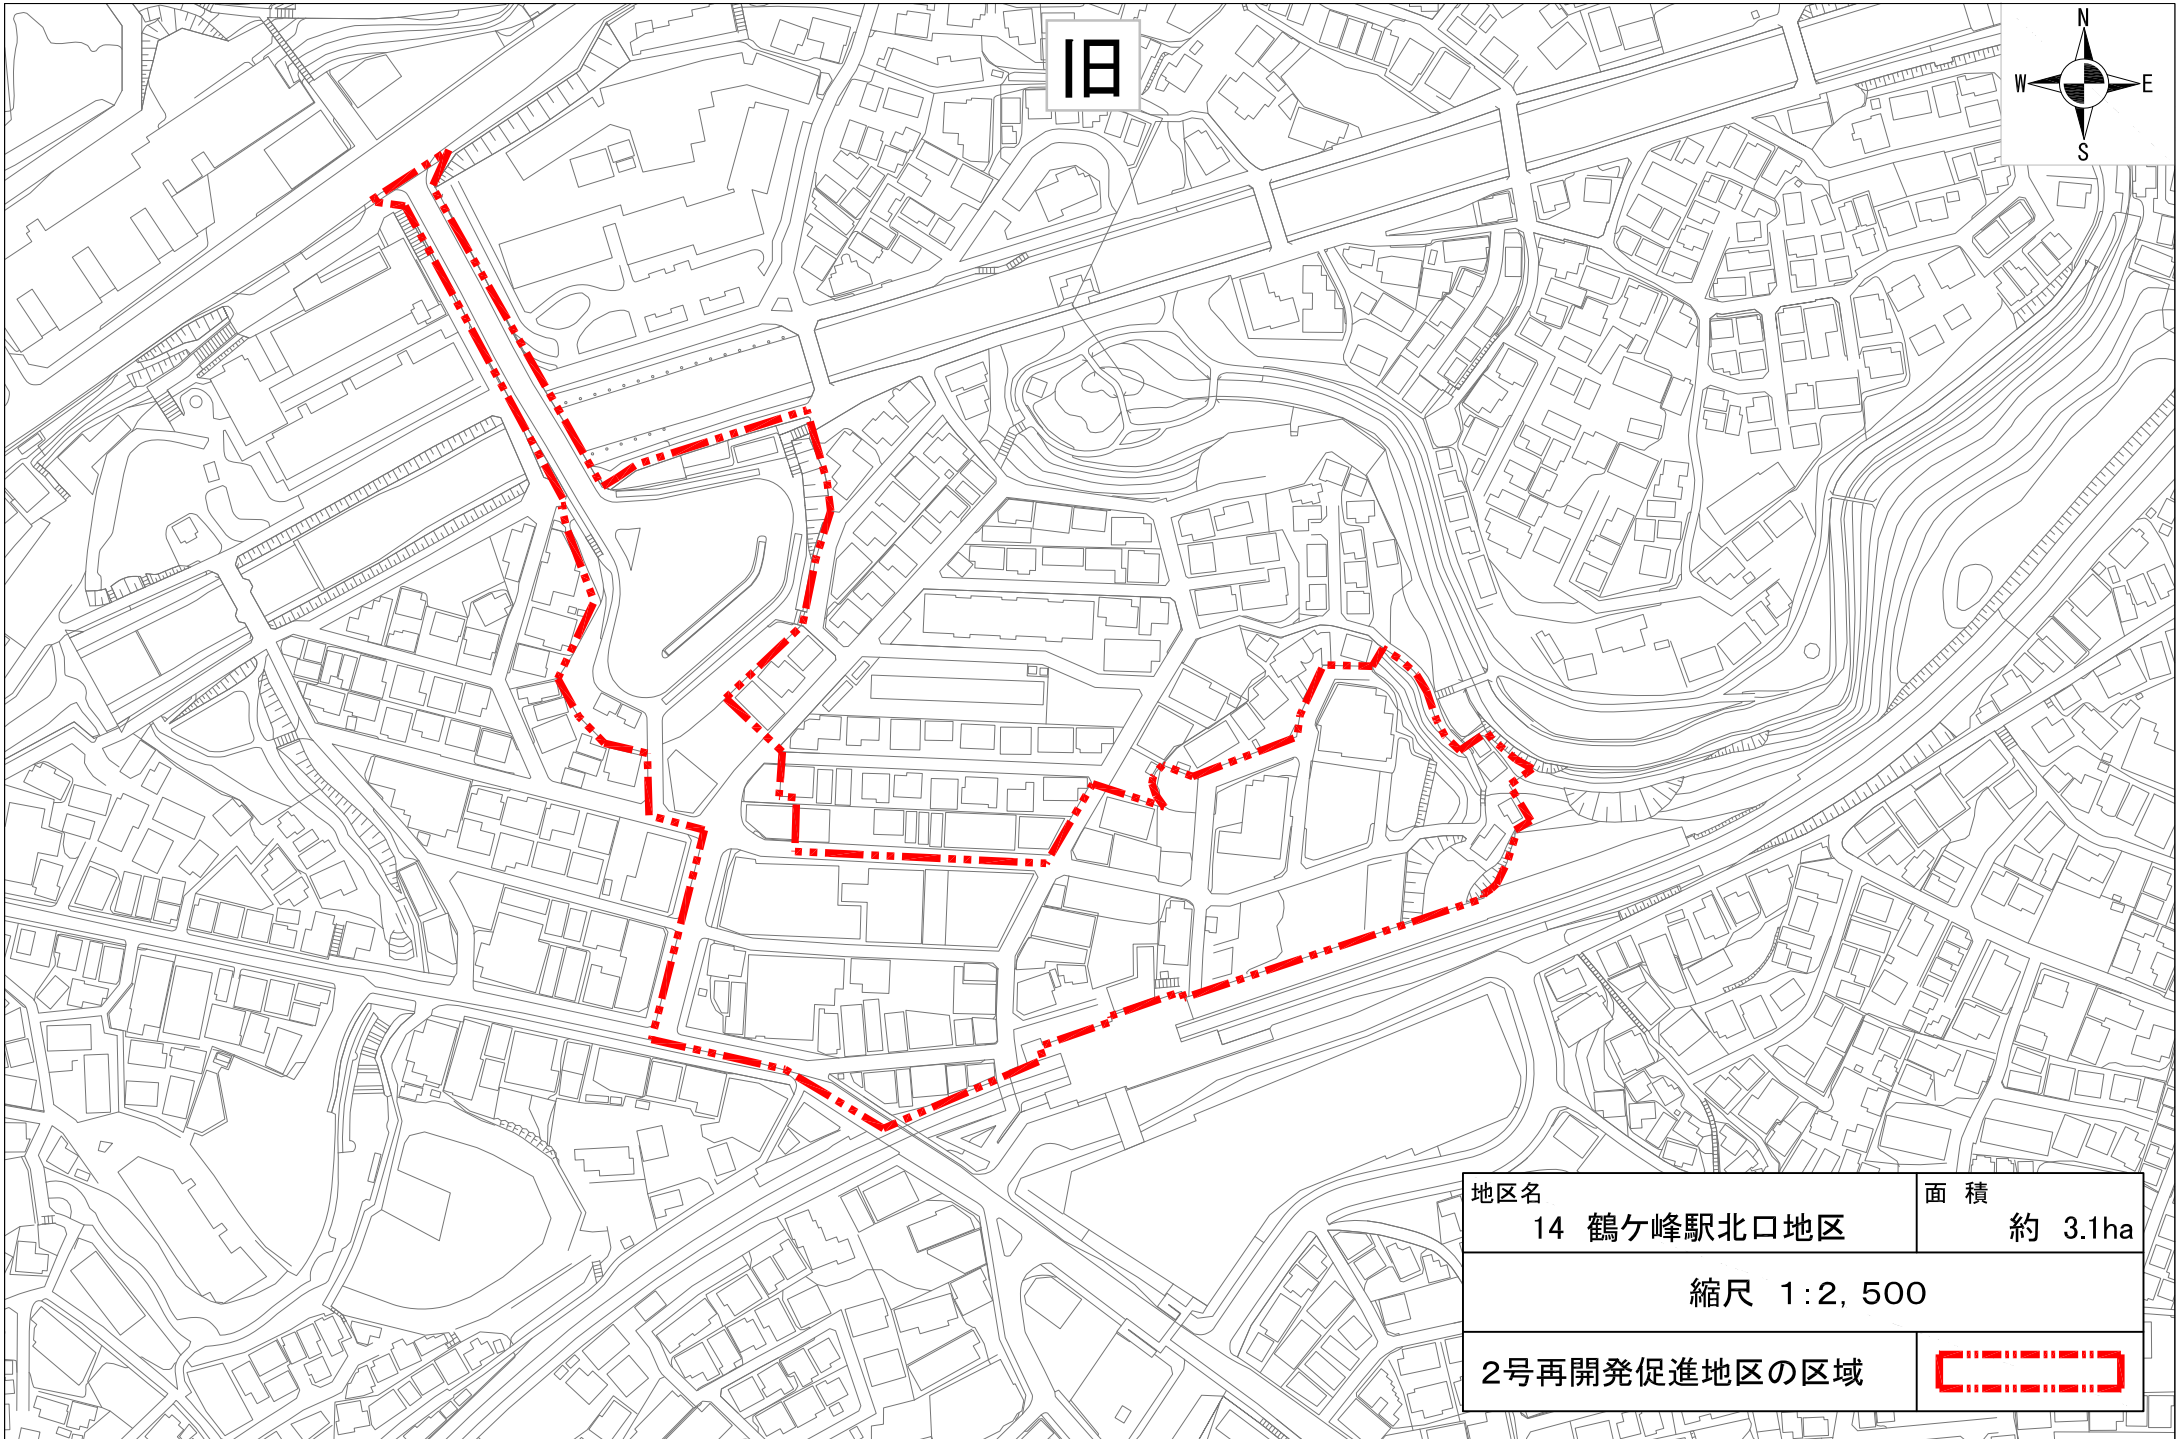 旧
N
W E
S
地区名
14 鶴ケ峰駅北口地区
面 積
約 3.1ha
縮尺 1:2,500
2号再開発促進地区の区域